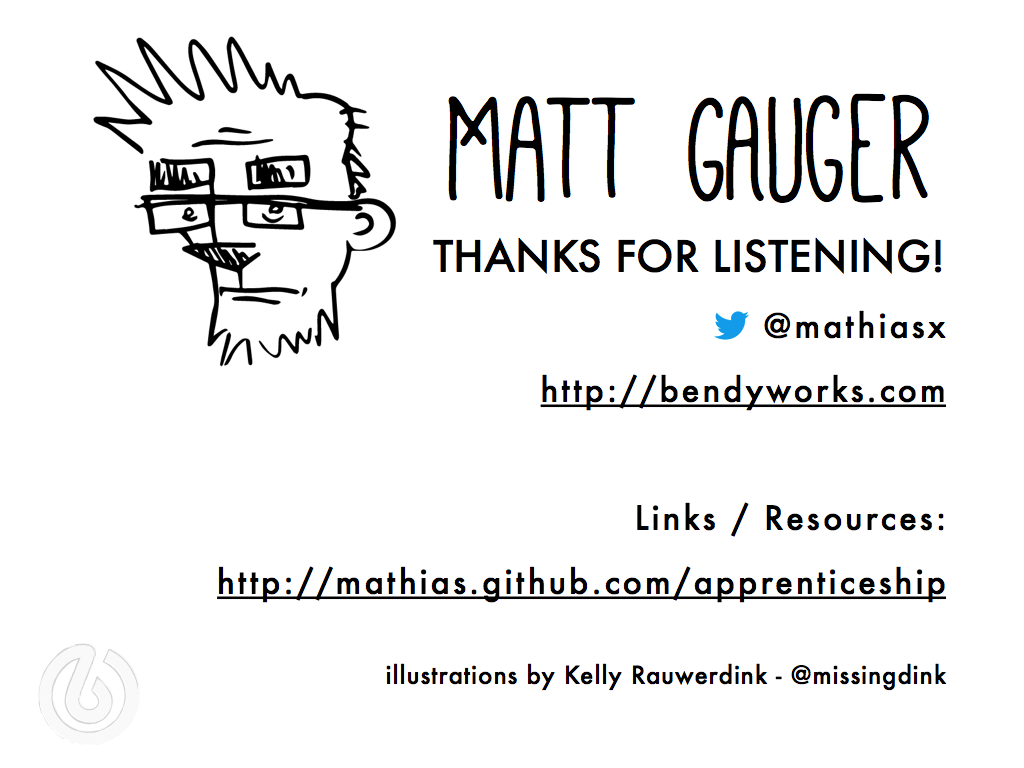 MATT GAUGER
THANKS FOR LISTENING!
@mathiasx
http://bendyworks.com
Links / Resources:
http://mathias.github.com/apprenticeship
illustrations by Kelly Rauwerdink - @missingdink